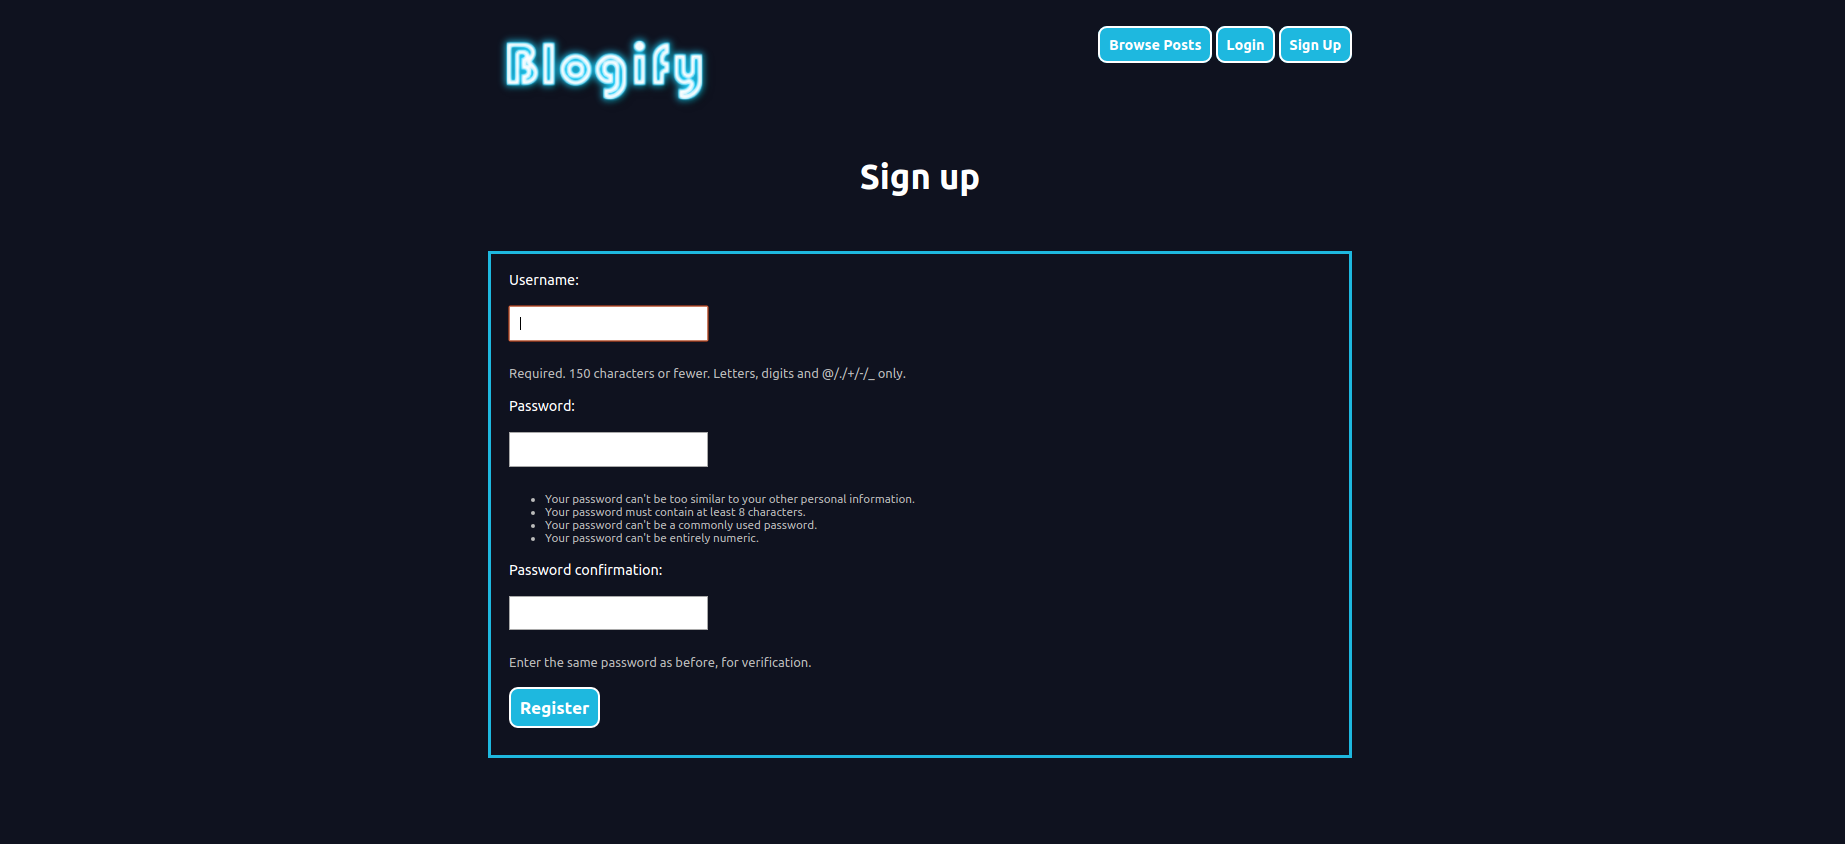 Blogify
Browse Posts Login Sign Up
Sign up
Username:
Required. 150 characters or fewer. Letters, digits and @/./+/-/_ only.
Password:
Your password can't be too similar to your other personal information.
Your password must contain at least 8 characters.
Your password can't be a commonly used password.
Your password can't be entirely numeric.
Password confirmation:
Enter the same password as before, for verification.
Register